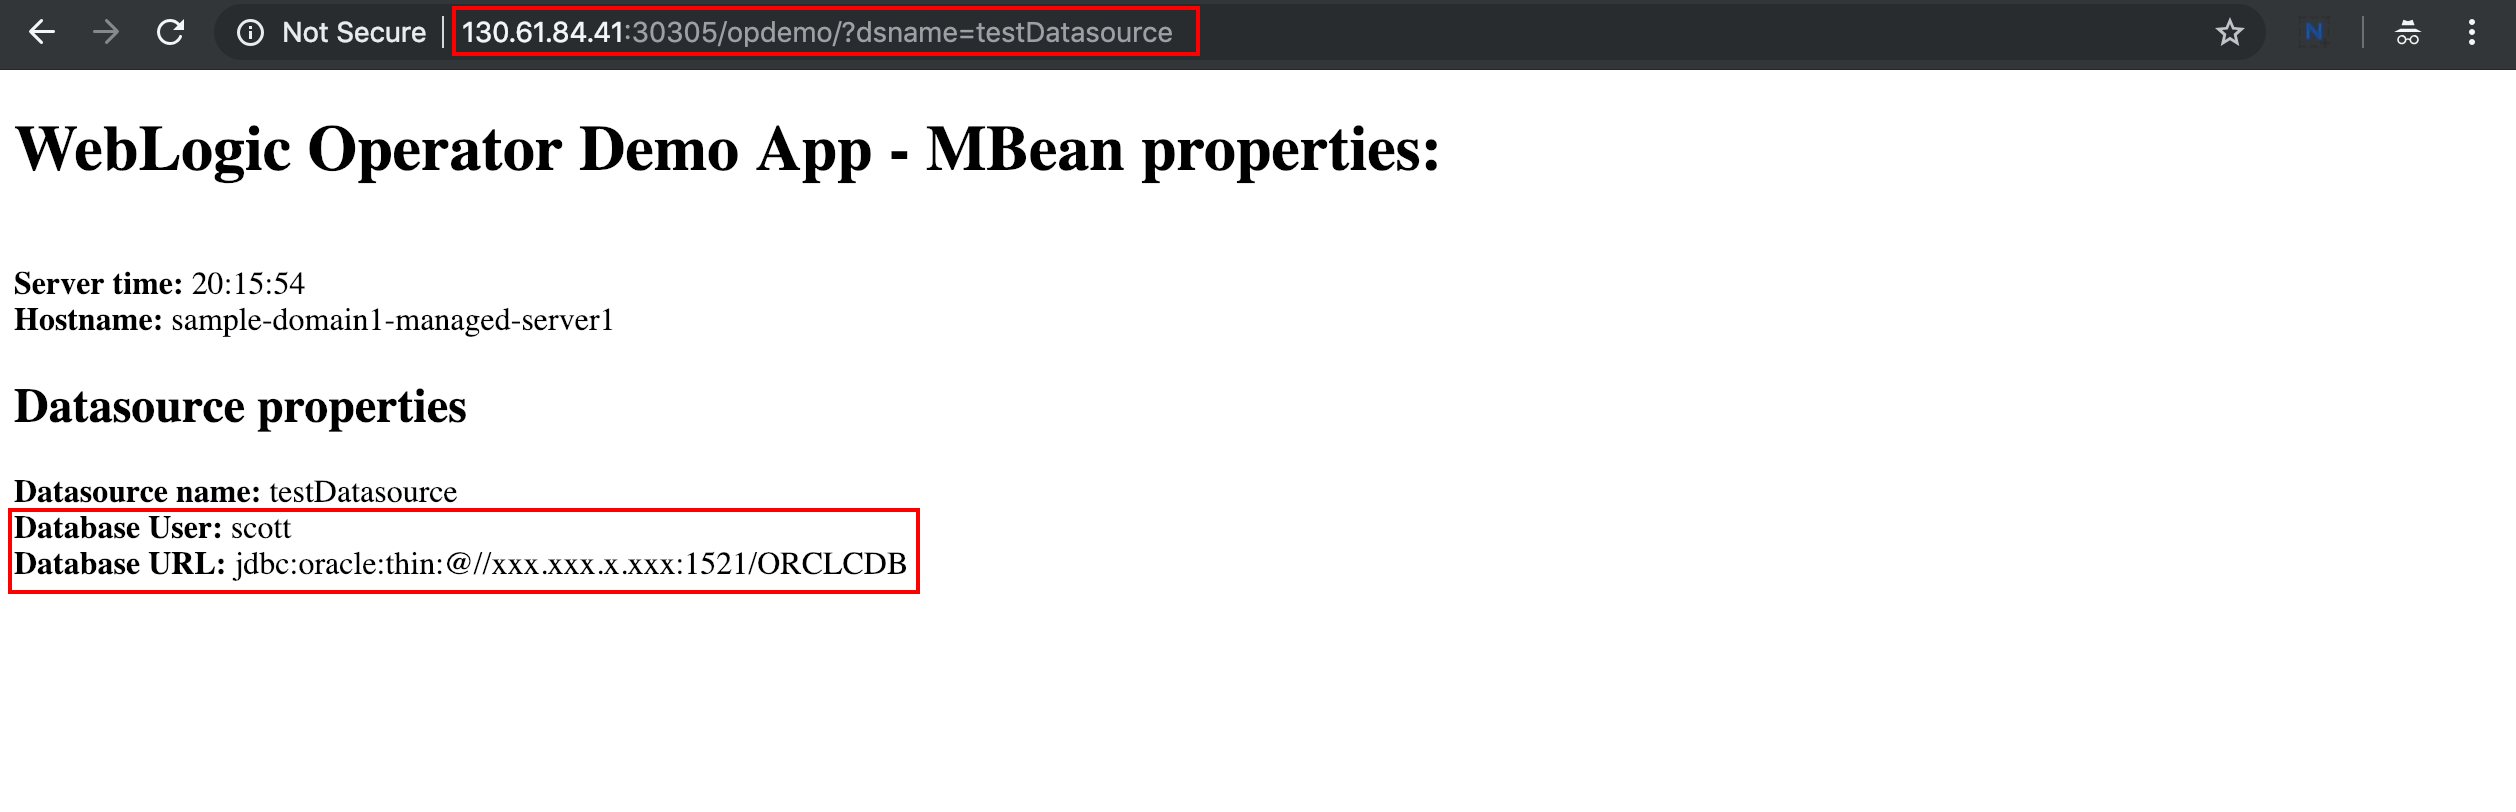 Not Secure | 130.61.84.41:30305/opdemo/?dsname=testDatasource N
WebLogic Operator Demo App - MBean properties:
Server time: 20:15:54
Hostname: sample-domain1-managed-server1
Datasource properties
Datasource name: testDatasource
Database User: scott
Database URL: jdbc:oracle:thin:@//xxx.xxx.x.xxx:1521/ORCLCDB